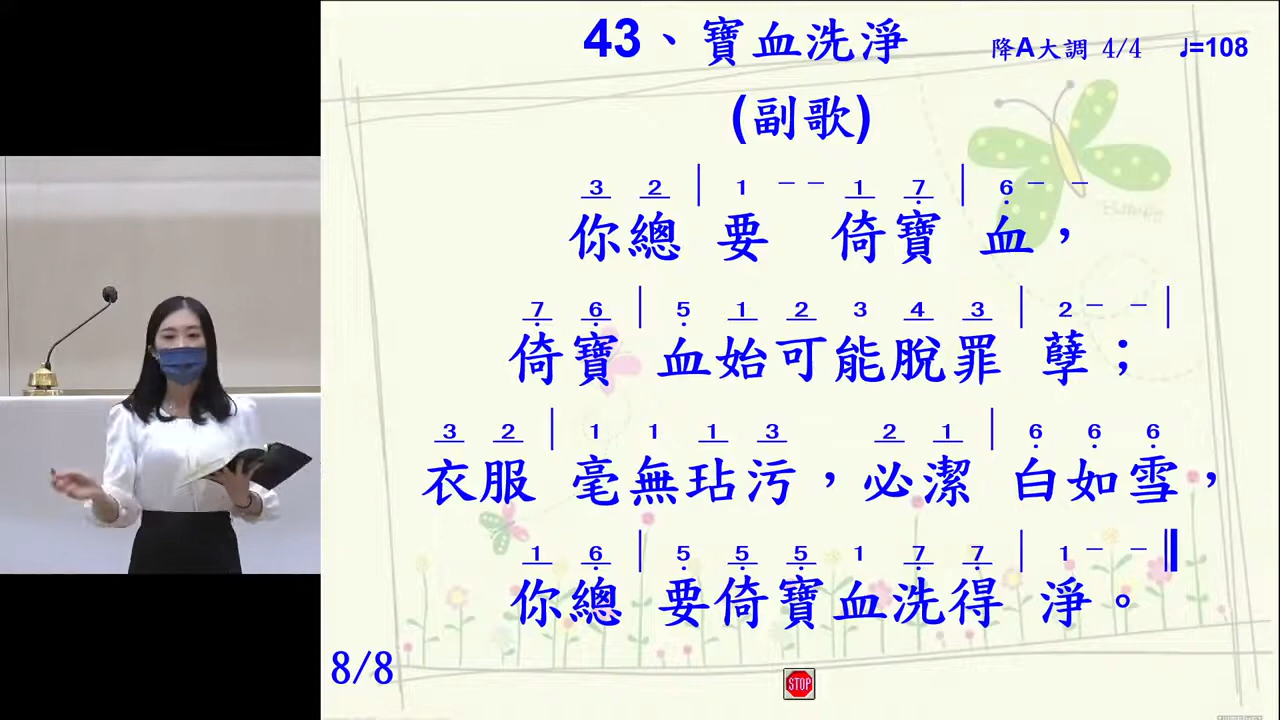 43、寶血洗淨
降A大調 4/4 ♩=108
(副歌)
3 2 | 1 - - 1 7 | 6 - -
你總 要 倚寶 血，
7 6 | 5 1 2 3 4 3 | 2 - - |
倚寶 血始可能脫罪 孽；
3 2 | 1 1 1 3 2 1 | 6 6 6
衣服 毫無玷污，必潔 白如雪，
1 6 | 5 5 5 1 7 7 | 1 - - ‖
你總 要倚寶血洗得 淨。
8/8
STOP